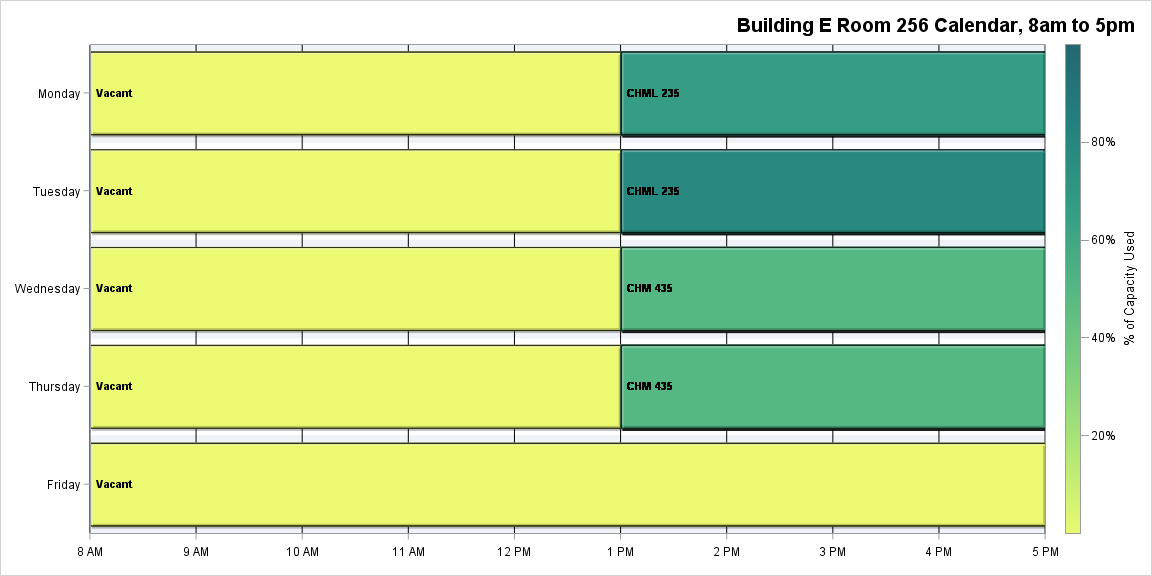 Building E Room 256 Calendar, 8am to 5pm
Monday
Vacant
CHML 235
Tuesday
Vacant
CHML 235
Wednesday
Vacant
CHM 435
Thursday
Vacant
CHM 435
Friday
Vacant
8 AM
9 AM
10 AM
11 AM
12 PM
1 PM
2 PM
3 PM
4 PM
5 PM
80%
60%
40%
20%
% of Capacity Used